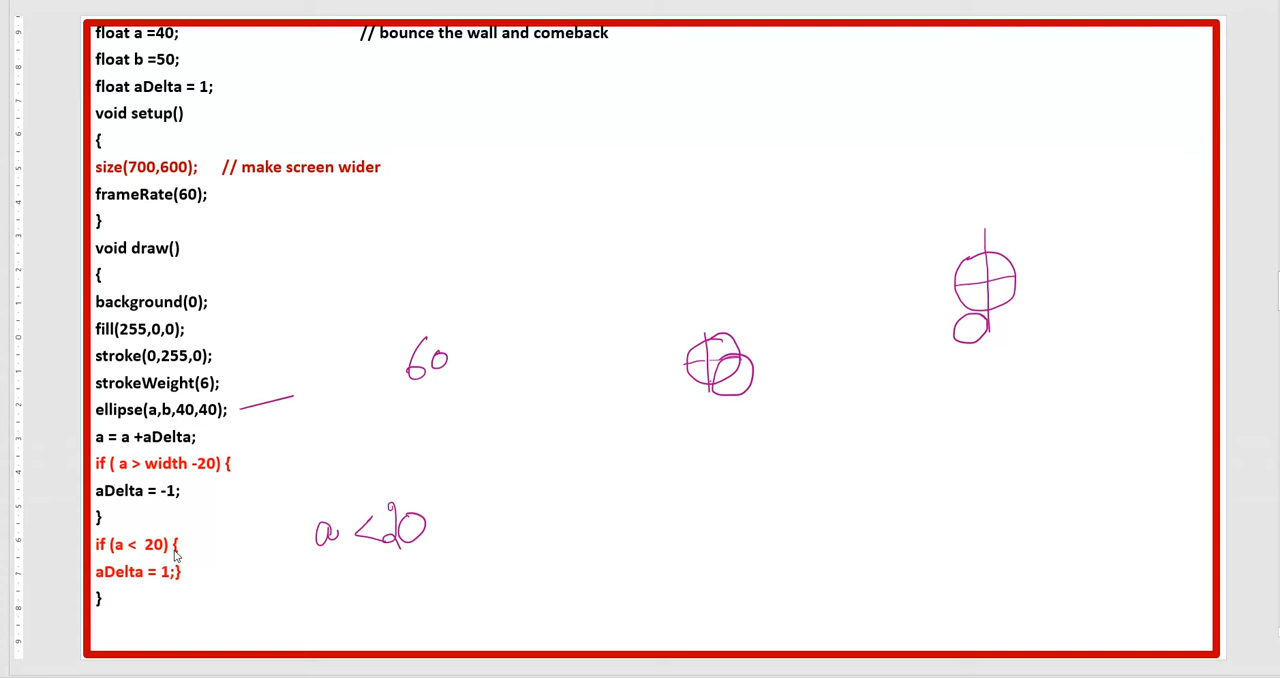 float a =40; // bounce the wall and comeback
float b =50;
float aDelta = 1;
void setup()
{
size(700,600); // make screen wider
frameRate(60);
}
void draw()
{
background(0);
fill(255,0,0);
stroke(0,255,0);
strokeWeight(6);
60
ellipse(a,b,40,40);
a = a +aDelta;
if ( a > width -20) {
aDelta = -1;
}
a <20
if (a < 20) {
aDelta = 1;}
}